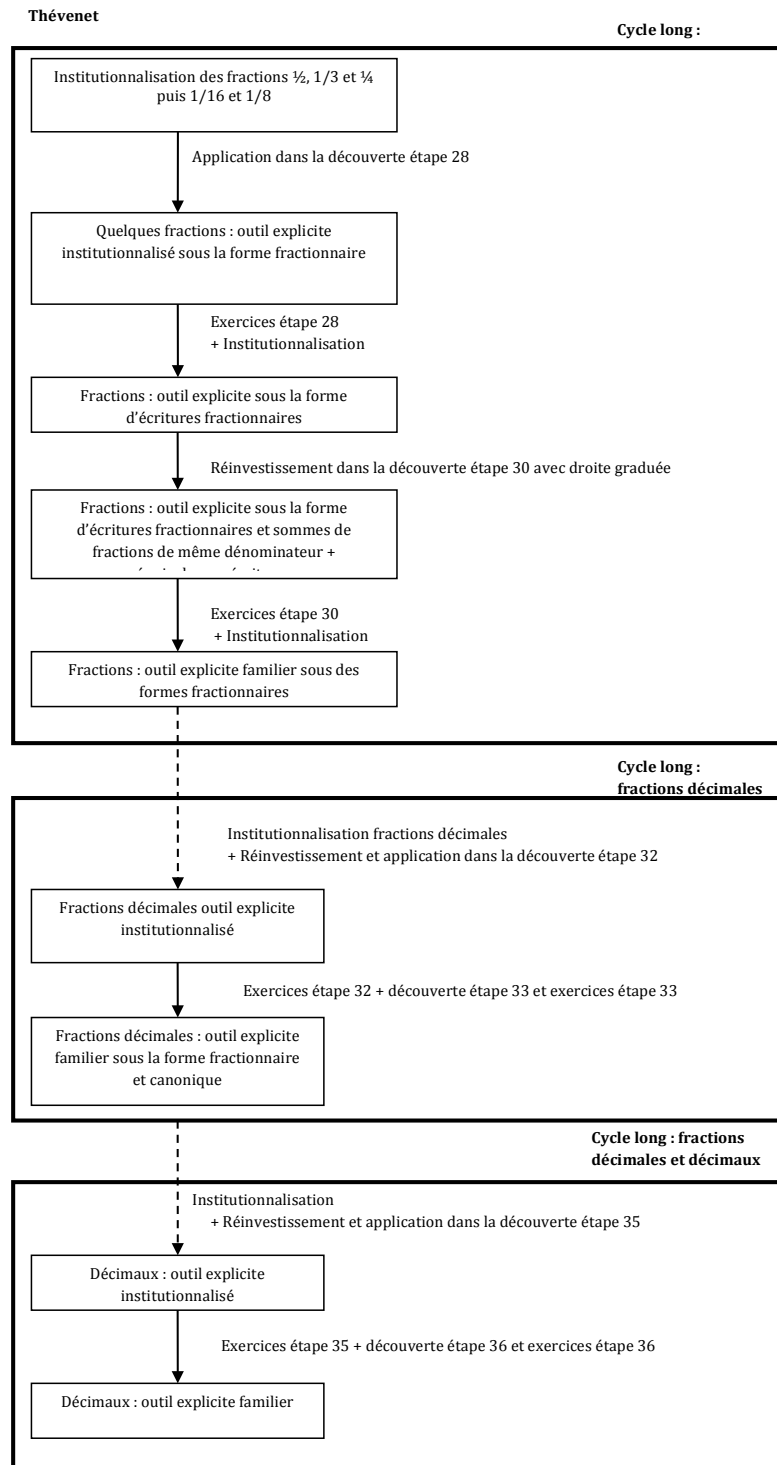 Thévenet
Cycle long :
Institutionnalisation des fractions ½, 1/3 et ¼
puis 1/16 et 1/8
Application dans la découverte étape 28
Quelques fractions : outil explicite
institutionnalisé sous la forme fractionnaire
Exercices étape 28
+ Institutionnalisation
Fractions : outil explicite sous la forme
d’écritures fractionnaires
Réinvestissement dans la découverte étape 30 avec droite graduée
Fractions : outil explicite sous la forme
d’écritures fractionnaires et sommes de
fractions de même dénominateur +
Exercices étape 30
+ Institutionnalisation
Fractions : outil explicite familier sous des
formes fractionnaires
Cycle long :
fractions décimales
Institutionnalisation fractions décimales
+ Réinvestissement et application dans la découverte étape 32
Fractions décimales outil explicite
institutionnalisé
Exercices étape 32 + découverte étape 33 et exercices étape 33
Fractions décimales : outil explicite
familier sous la forme fractionnaire
et canonique
Cycle long : fractions
décimales et décimaux
Institutionnalisation
+ Réinvestissement et application dans la découverte étape 35
Décimaux : outil explicite
institutionnalisé
Exercices étape 35 + découverte étape 36 et exercices étape 36
Décimaux : outil explicite familier